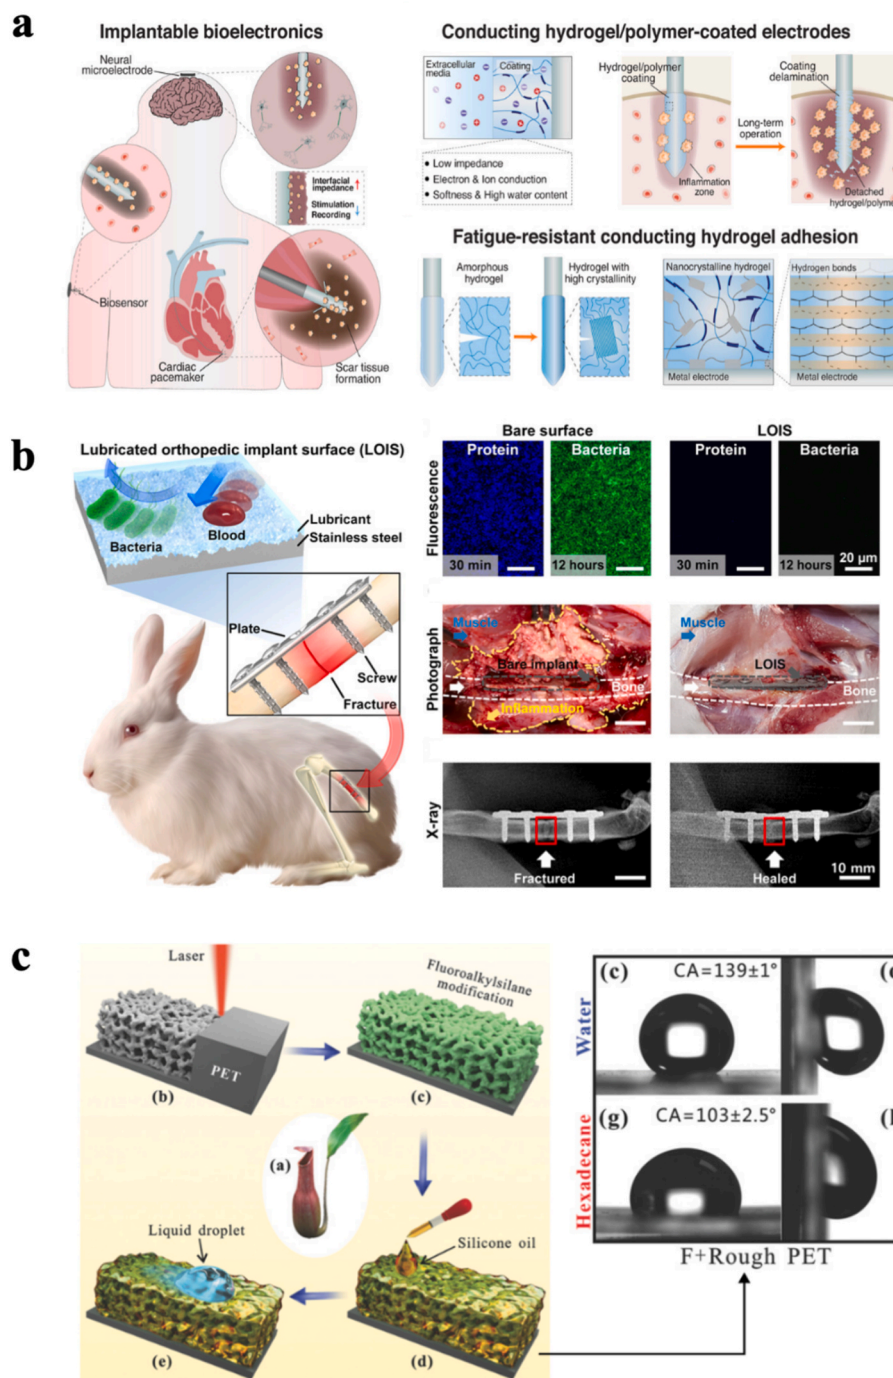 a
Implantable bioelectronics
Neural
microelectrode
Interfacial
impedance
Stimulation
Recording
Biosensor
Cardiac
pacemaker
Scar tissue
formation
Conducting hydrogel/polymer-coated electrodes
Extracellular
media
Coating
• Low impedance
• Electron & Ion conduction
• Softness & High water content
Hydrogel/polymer
coating
Inflammation
zone
Long-term
operation
Coating
delamination
Detached
hydrogel/polyme
Fatigue-resistant conducting hydrogel adhesion
Amorphous
hydrogel
Hydrogel with
high crystallinity
Nanocrystalline hydrogel
Metal electrode
Hydrogen bonds
Metal electrode
b
Lubricated orthopedic implant surface (LOIS)
Bacteria
Blood
Lubricant
Stainless steel
Plate
Screw
Fracture
Bare surface
LOIS
Fluorescence
Protein
30 min
Bacteria
12 hours
Protein
30 min
Bacteria
20 μm
12 hours
Photograph
Muscle
Bare implant
Bone
Inflammation
Muscle
LOIS
Bone
X-ray
Fractured
Healed
10 mm
c
Laser
PET
(b)
Fluoroalkylsilane
modification
(c)
(a)
Liquid droplet
(e)
Silicone oil
(d)
Water
(c)
CA=139±1°
Hexadecane
(g)
CA=103±2.5°
F+Rough PET